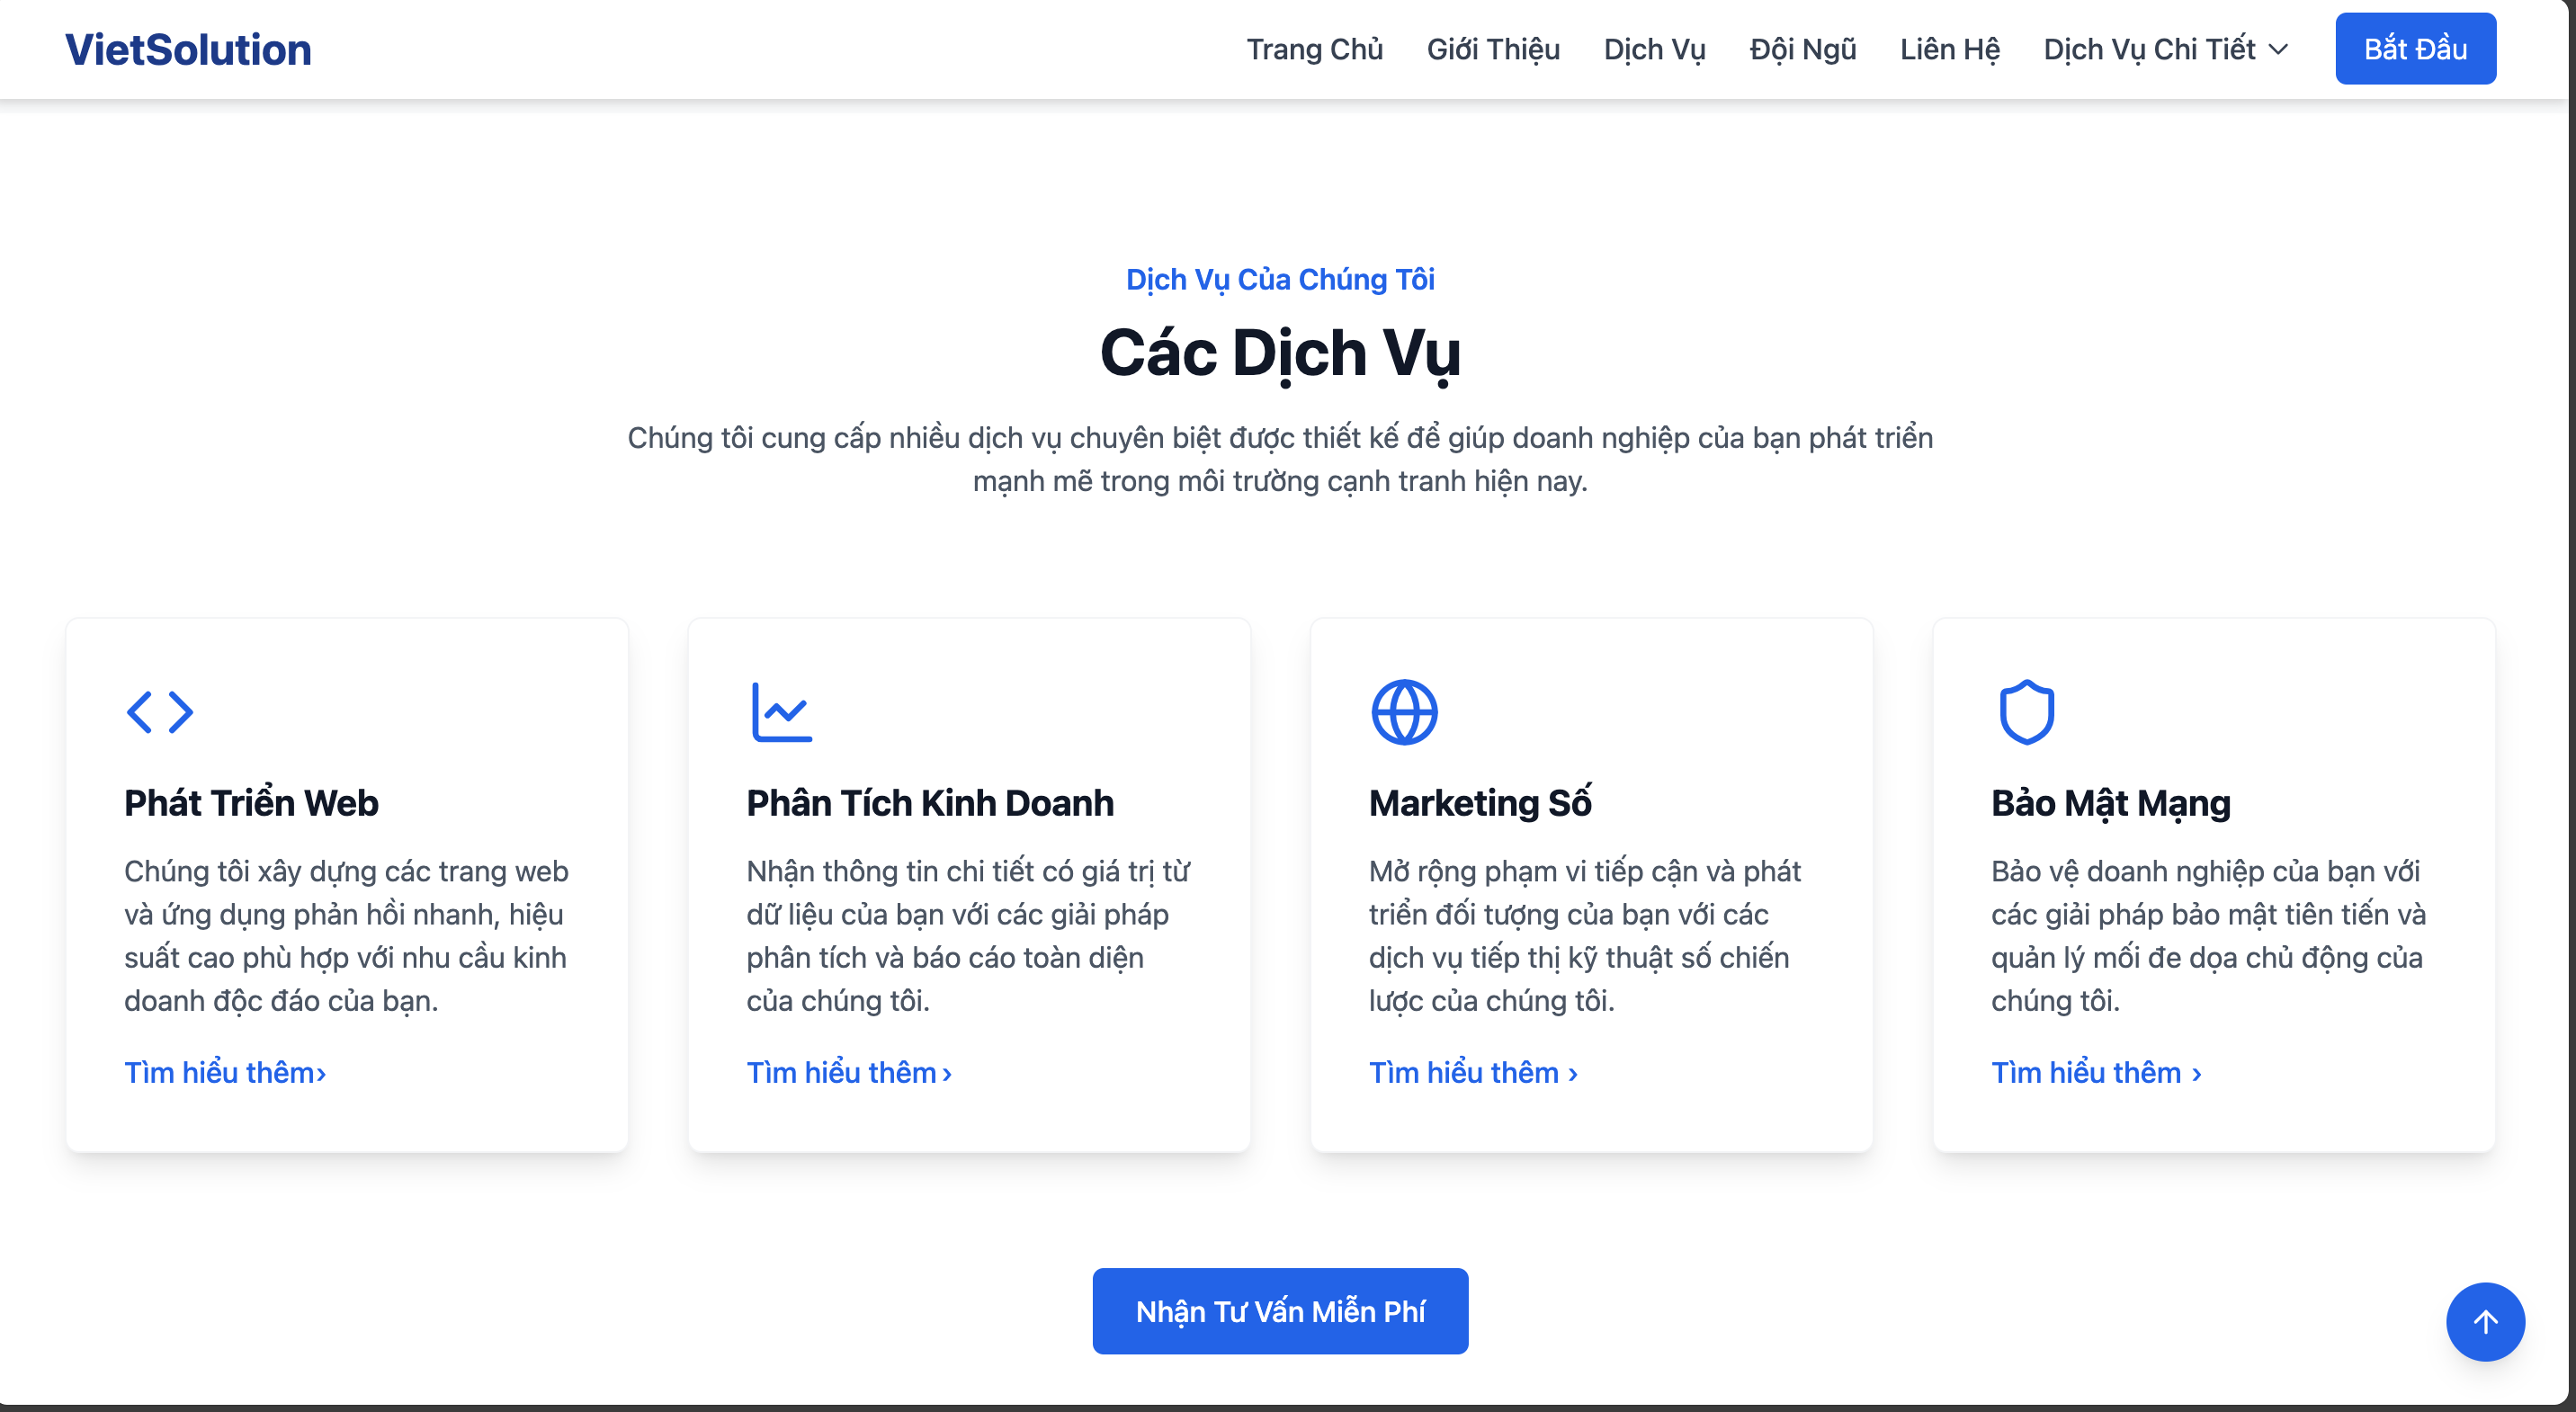 VietSolution
Trang Chủ
Giới Thiệu
Dịch Vụ
Đội Ngũ
Liên Hệ
Dịch Vụ Chi Tiết
Bắt Đầu
Dịch Vụ Của Chúng Tôi
Các Dịch Vụ
Chúng tôi cung cấp nhiều dịch vụ chuyên biệt được thiết kế để giúp doanh nghiệp của bạn phát triển
mạnh mẽ trong môi trường cạnh tranh hiện nay.
Phát Triển Web
Chúng tôi xây dựng các trang web
và ứng dụng phản hồi nhanh, hiệu
suất cao phù hợp với nhu cầu kinh
doanh độc đáo của bạn.
Tìm hiểu thêm›
Phân Tích Kinh Doanh
Nhận thông tin chi tiết có giá trị từ
dữ liệu của bạn với các giải pháp
phân tích và báo cáo toàn diện
của chúng tôi.
Tìm hiểu thêm ›
Marketing Số
Mở rộng phạm vi tiếp cận và phát
triển đối tượng của bạn với các
dịch vụ tiếp thị kỹ thuật số chiến
lược của chúng tôi.
Tìm hiểu thêm ›
Bảo Mật Mạng
Bảo vệ doanh nghiệp của bạn với
các giải pháp bảo mật tiên tiến và
quản lý mối đe dọa chủ động của
chúng tôi.
Tìm hiểu thêm ›
Nhận Tư Vấn Miễn Phí